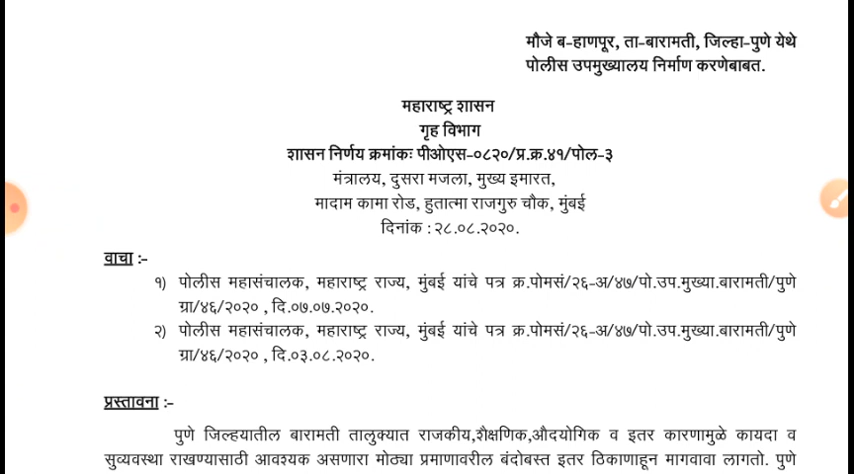 मौजे ब-हाणपूर, ता-बारामती, जिल्हा-पुणे येथे
पोलीस उपमुख्यालय निर्माण करणेबाबत.
महाराष्ट्र शासन
गृह विभाग
शासन निर्णय क्रमांकः पीओएस-०८२०/प्र.क्र.४१/पोल-३
मंत्रालय, दुसरा मजला, मुख्य इमारत,
मादाम कामा रोड, हुतात्मा राजगुरु चौक, मुंबई
दिनांक : २८.०८.२०२०.
वाचा :-
१) पोलीस महासंचालक, महाराष्ट्र राज्य, मुंबई यांचे पत्र क्र.पोमसं/२६-अ/४७/पो.उप.मुख्या.बारामती/पुणे
ग्रा/४६/२०२० , दि.०७.०७.२०२०.
२) पोलीस महासंचालक, महाराष्ट्र राज्य, मुंबई यांचे पत्र क्र.पोमसं/२६-अ/४७/पो.उप.मुख्या.बारामती/पुणे
ग्रा/४६/२०२० , दि.०३.०८.२०२०.
प्रस्तावना :-
पुणे जिल्हयातील बारामती तालुक्यात राजकीय,शैक्षणिक,औदयोगिक व इतर कारणामुळे कायदा व
सुव्यवस्था राखण्यासाठी आवश्यक असणारा मोठ्या प्रमाणावरील बंदोबस्त इतर ठिकाणाहून मागवावा लागतो. पुणे